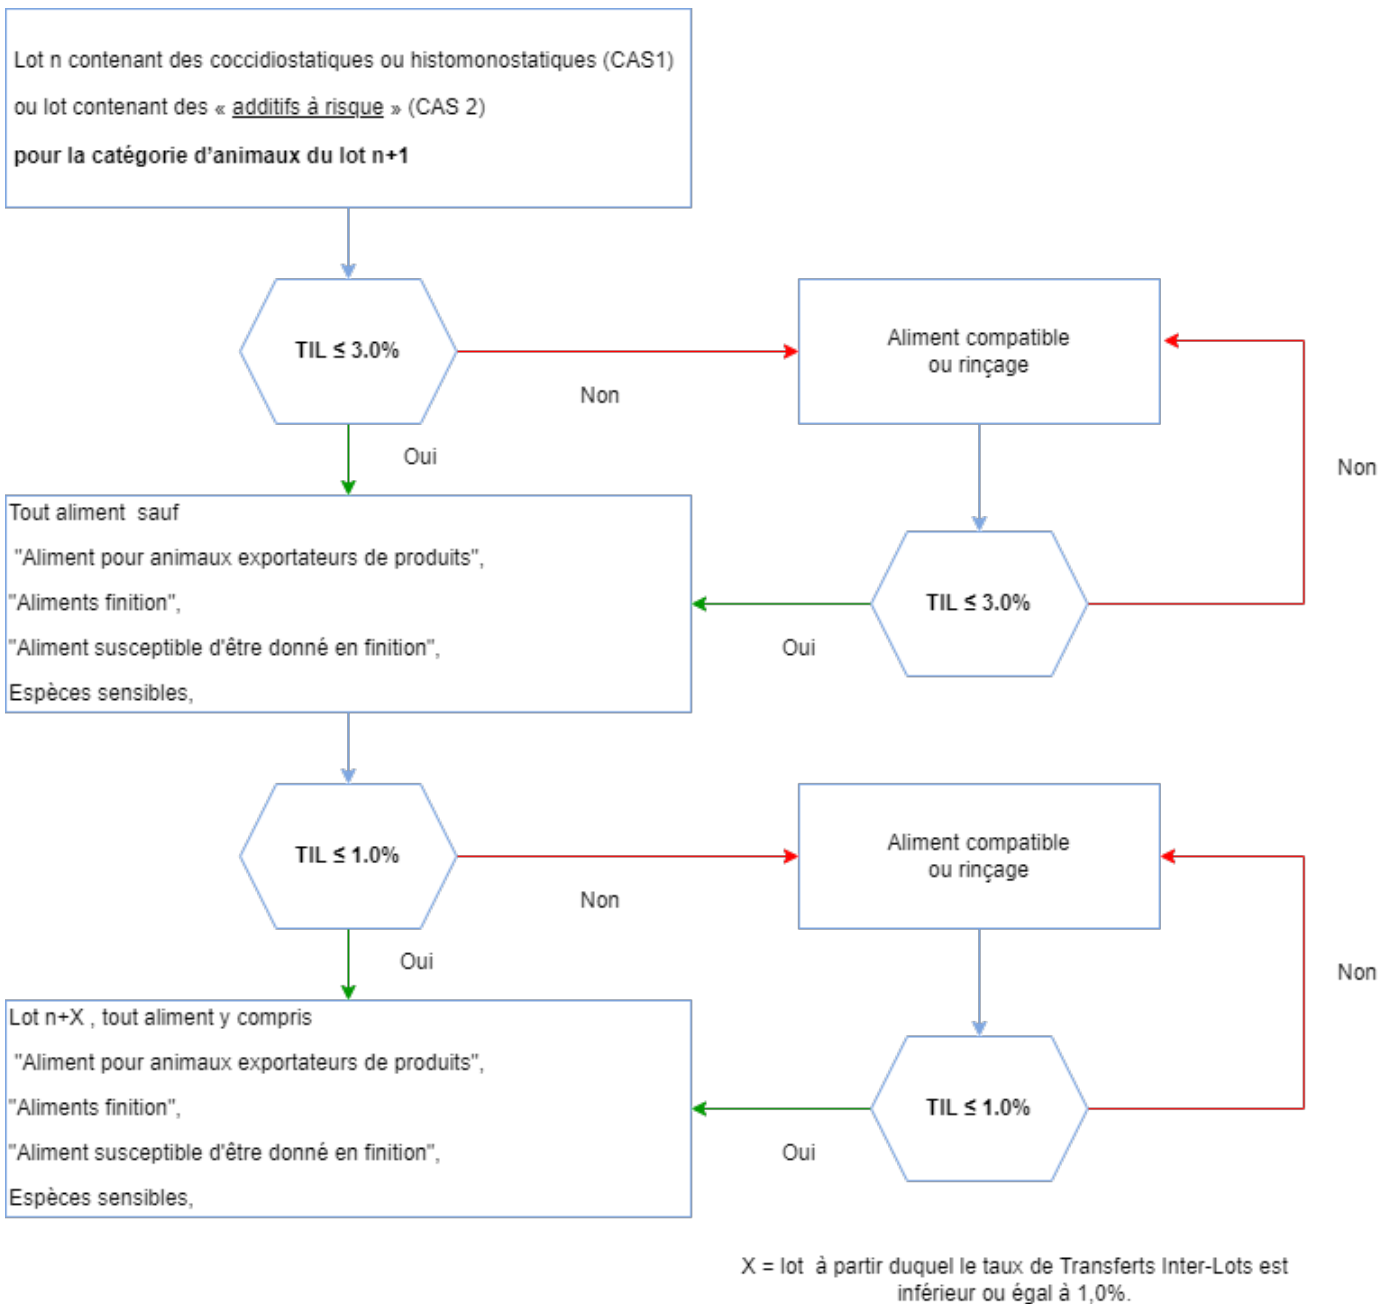 Lot n contenant des coccidiostatiques ou histomonostatiques (CAS1)
ou lot contenant des « additifs à risque » (CAS 2)
pour la catégorie d'animaux du lot n+1
TIL ≤ 3.0%
Non
Aliment compatible
ou rinçage
Oui
Non
Tout aliment  sauf
"Aliment pour animaux exportateurs de produits",
"Aliments finition",
"Aliment susceptible d'être donné en finition",
Espèces sensibles,
TIL ≤ 3.0%
Oui
TIL ≤ 1.0%
Non
Aliment compatible
ou rinçage
Oui
Non
Lot n+X , tout aliment y compris
"Aliment pour animaux exportateurs de produits",
"Aliments finition",
"Aliment susceptible d'être donné en finition",
Espèces sensibles,
TIL ≤ 1.0%
Oui
X = lot  à partir duquel le taux de Transferts Inter-Lots est
inférieur ou égal à 1,0%.